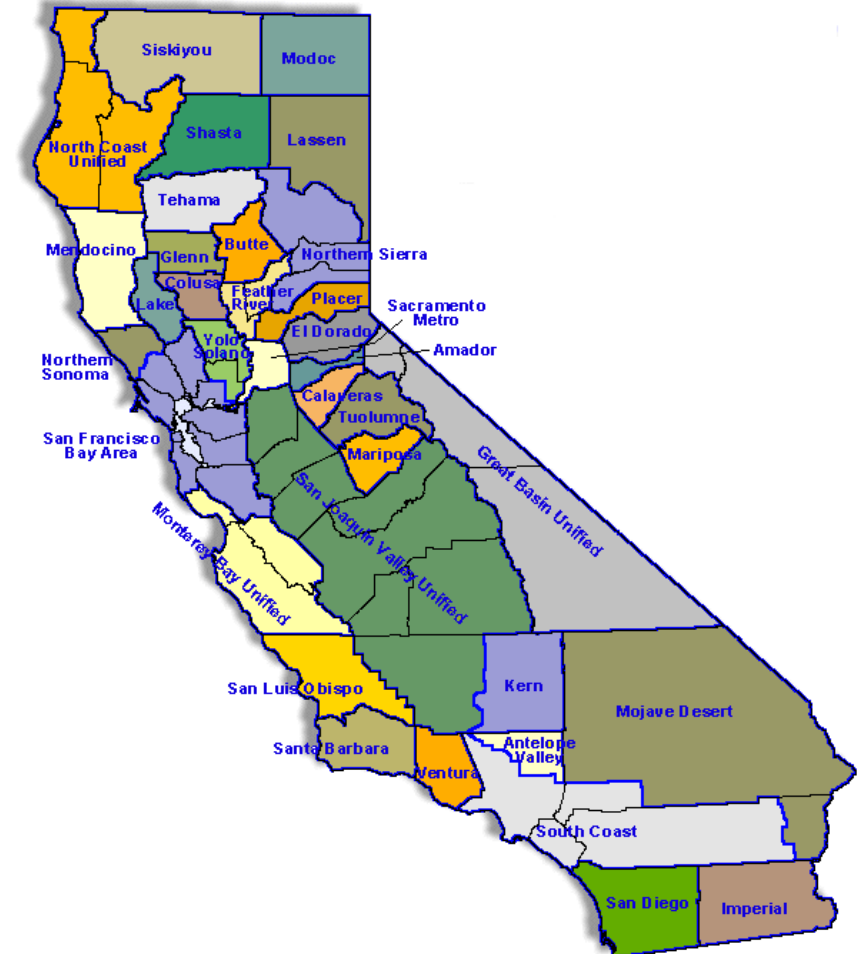 Siskiyou
Modoc
North Coast
Unified
Shasta
Lassen
Tehama
Mendocino
Glenn
Butte
Northern Sierra
Colusa
Feather
River
Lake
Placer
Sacramento
Metro
Yolo
Solano
El Dorado
Amador
Northern
Sonoma
Calaveras
Tuolumne
San Francisco
Bay Area
Mariposa
Great Basin Unified
San Joaquin Valley Unified
Monterey Bay Unified
San Luis Obispo
Kern
Mojave Desert
Santa Barbara
Antelope
Valley
Ventura
South Coast
San Diego
Imperial